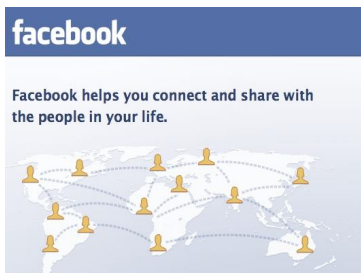 facebook
Facebook helps you connect and share with
the people in your life.